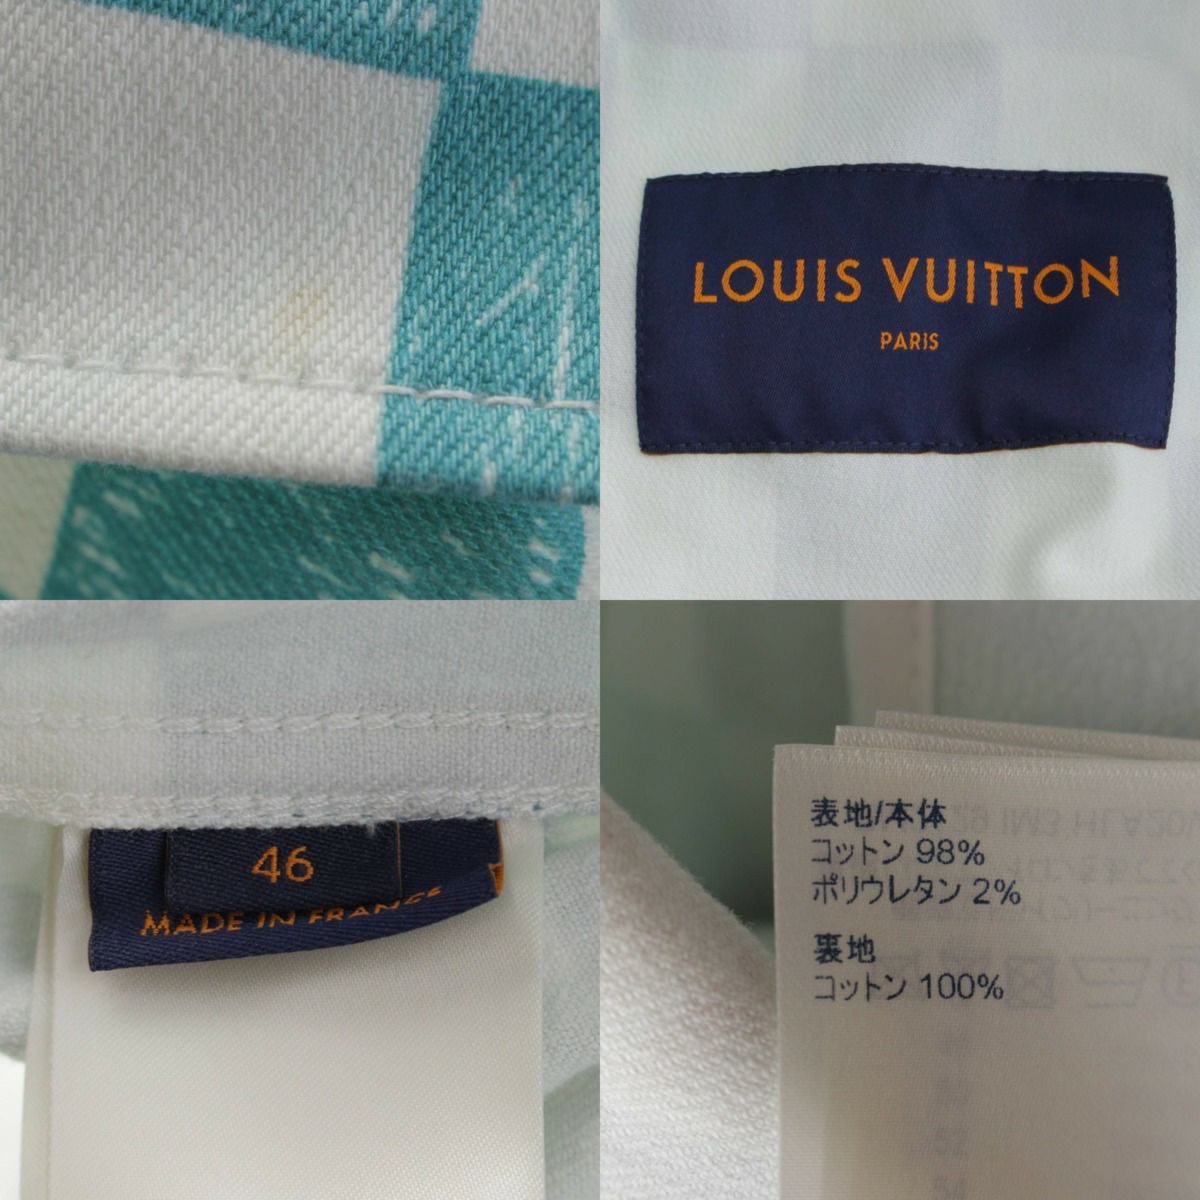 LOUIS VUITTON
PARIS
46
MADE IN FRANCE
表地/本体
コットン 98%
ポリウレタン 2%
裏地
コットン 100%